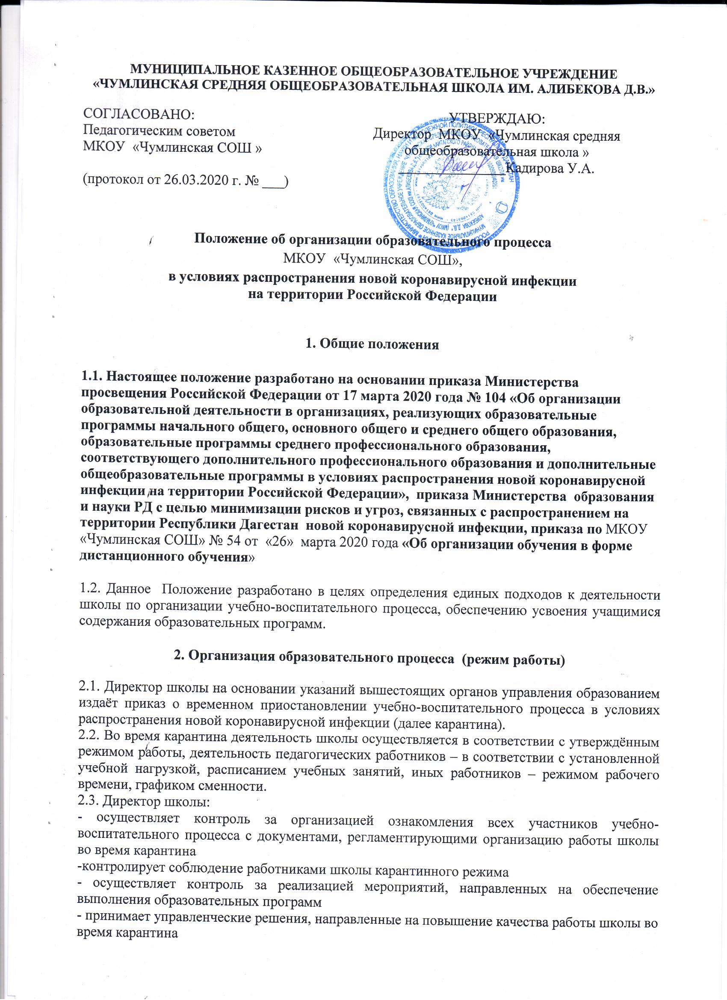 МУНИЦИПАЛЬНОЕ КАЗЕННОЕ ОБЩЕОБРАЗОВАТЕЛЬНОЕ УЧРЕЖДЕНИЕ
«ЧУМЛИНСКАЯ СРЕДНЯЯ ОБЩЕОБРАЗОВАТЕЛЬНАЯ ШКОЛА ИМ. АЛИБЕКОВА Д.В.»
СОГЛАСОВАНО:
Педагогическим советом
МКОУ «Чумлинская СОШ »
(протокол от 26.03.2020 г. № ___)
УТВЕРЖДАЮ:
Директор МКОУ «Чумлинская средняя
общеобразовательная школа »
_______________Кадирова У.А.
Положение об организации образовательного процесса
МКОУ «Чумлинская СОШ»,
в условиях распространения новой коронавирусной инфекции
на территории Российской Федерации
1. Общие положения
1.1. Настоящее положение разработано на основании приказа Министерства
просвещения Российской Федерации от 17 марта 2020 года № 104 «Об организации
образовательной деятельности в организациях, реализующих образовательные
программы начального общего, основного общего и среднего общего образования,
образовательные программы среднего профессионального образования,
соответствующего дополнительного профессионального образования и дополнительные
общеобразовательные программы в условиях распространения новой коронавирусной
инфекции на территории Российской Федерации», приказа Министерства образования
и науки РД с целью минимизации рисков и угроз, связанных с распространением на
территории Республики Дагестан новой коронавирусной инфекции, приказа по МКОУ
«Чумлинская СОШ» № 54 от «26» марта 2020 года «Об организации обучения в форме
дистанционного обучения»
1.2. Данное Положение разработано в целях определения единых подходов к деятельности
школы по организации учебно-воспитательного процесса, обеспечению усвоения учащимися
содержания образовательных программ.
2. Организация образовательного процесса (режим работы)
2.1. Директор школы на основании указаний вышестоящих органов управления образованием
издаёт приказ о временном приостановлении учебно-воспитательного процесса в условиях
распространения новой коронавирусной инфекции (далее карантина).
2.2. Во время карантина деятельность школы осуществляется в соответствии с утверждённым
режимом работы, деятельность педагогических работников – в соответствии с установленной
учебной нагрузкой, расписанием учебных занятий, иных работников – режимом рабочего
времени, графиком сменности.
2.3. Директор школы:
- осуществляет контроль за организацией ознакомления всех участников учебно-
воспитательного процесса с документами, регламентирующими организацию работы школы
во время карантина
-контролирует соблюдение работниками школы карантинного режима
- осуществляет контроль за реализацией мероприятий, направленных на обеспечение
выполнения образовательных программ
- принимает управленческие решения, направленные на повышение качества работы школы во
время карантина